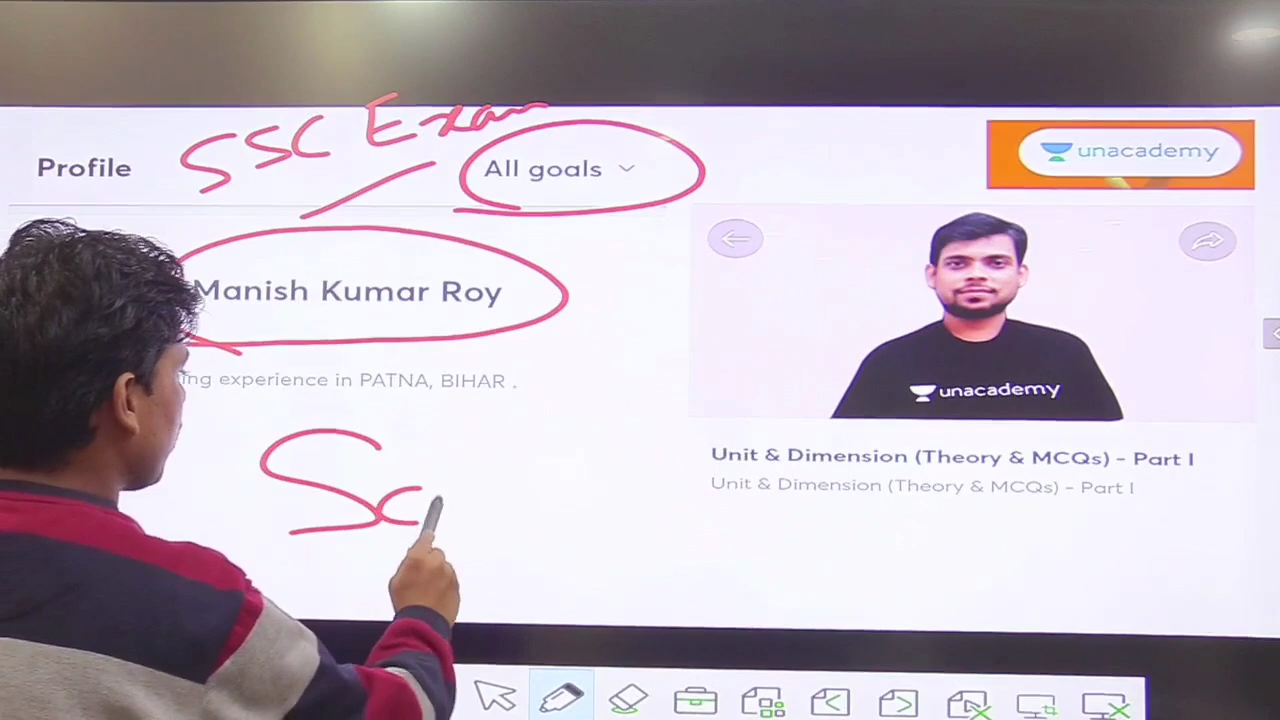 SSC Exam
Profile
All goals
unacademy
Manish Kumar Roy
ing experience in PATNA, BIHAR .
unacademy
Unit & Dimension (Theory & MCQs) - Part I
Unit & Dimension (Theory & MCQs) - Part I
Sc